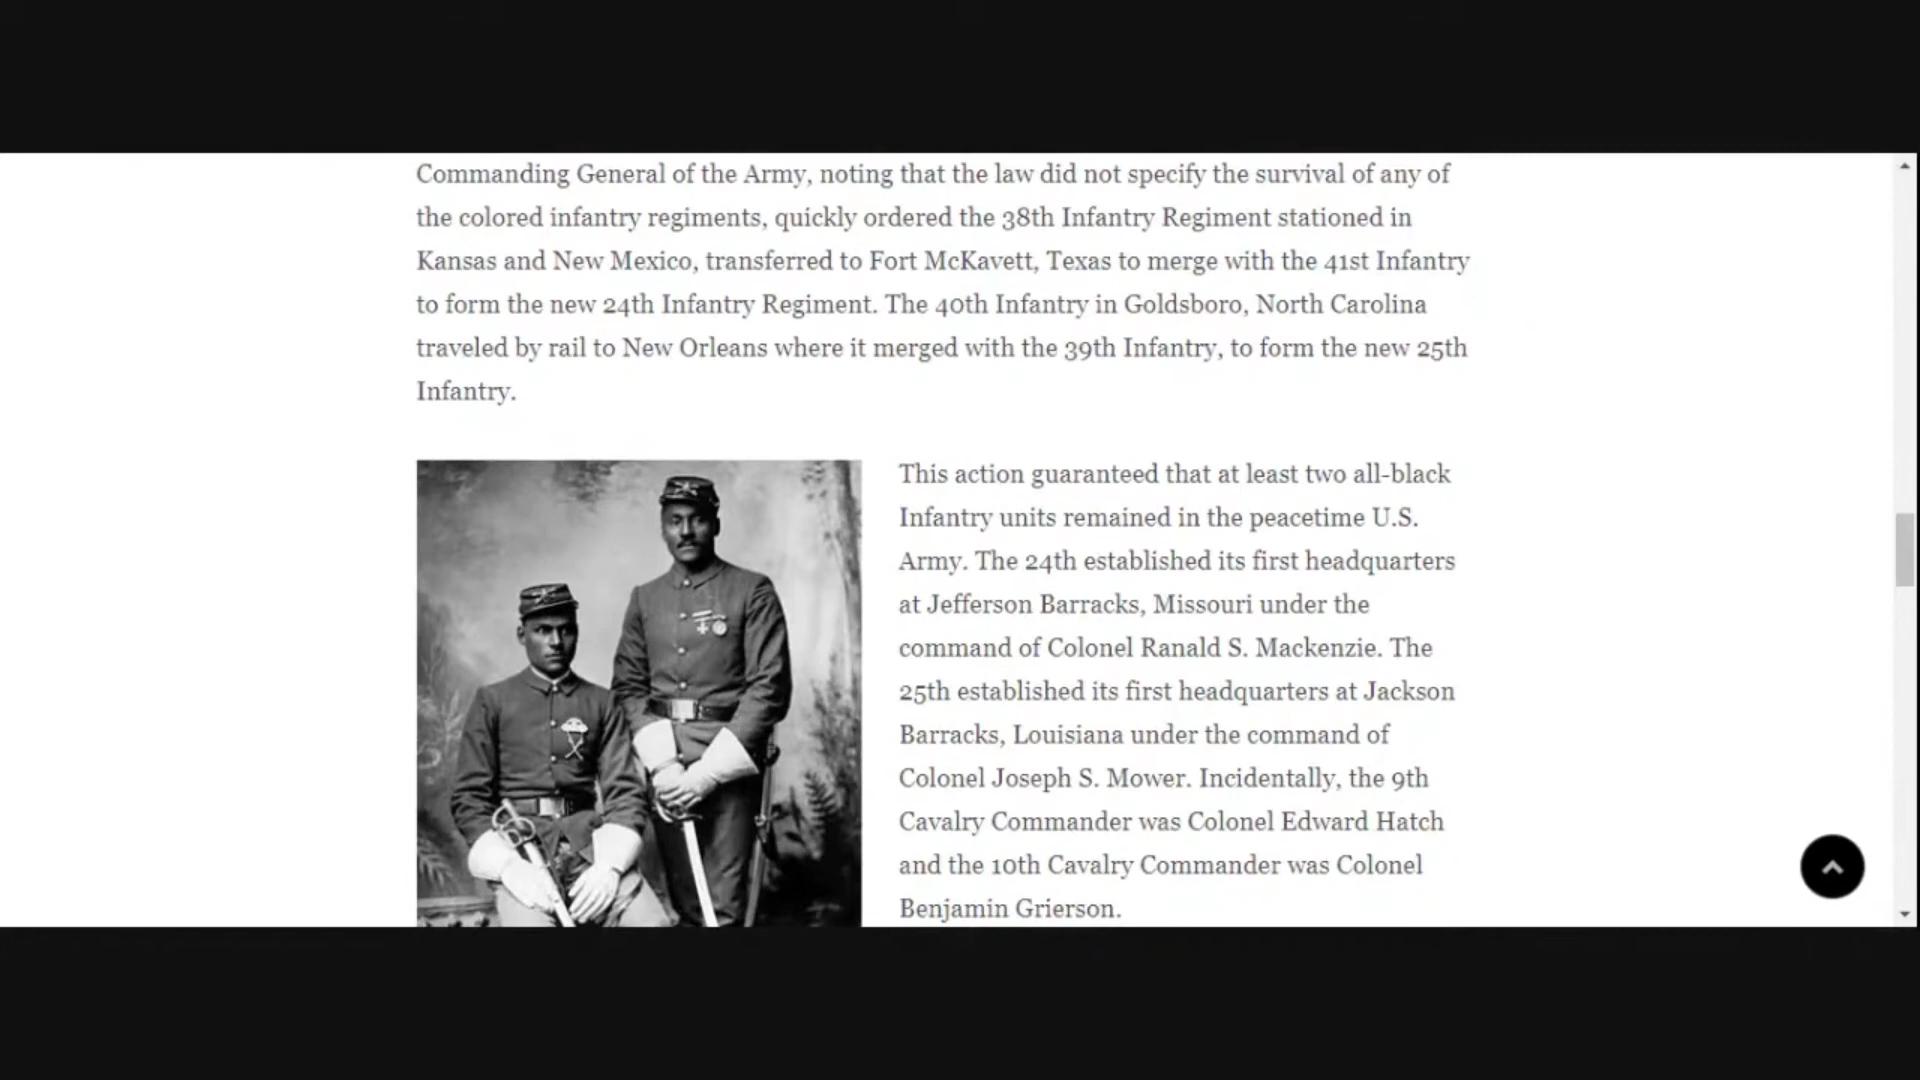 Commanding General of the Army, noting that the law did not specify the survival of any of
the colored infantry regiments, quickly ordered the 38th Infantry Regiment stationed in
Kansas and New Mexico, transferred to Fort McKavett, Texas to merge with the 41st Infantry
to form the new 24th Infantry Regiment. The 40th Infantry in Goldsboro, North Carolina
traveled by rail to New Orleans where it merged with the 39th Infantry, to form the new 25th
Infantry.
This action guaranteed that at least two all-black
Infantry units remained in the peacetime U.S.
Army. The 24th established its first headquarters
at Jefferson Barracks, Missouri under the
command of Colonel Ranald S. Mackenzie. The
25th established its first headquarters at Jackson
Barracks, Louisiana under the command of
Colonel Joseph S. Mower. Incidentally, the 9th
Cavalry Commander was Colonel Edward Hatch
and the 10th Cavalry Commander was Colonel
Benjamin Grierson.